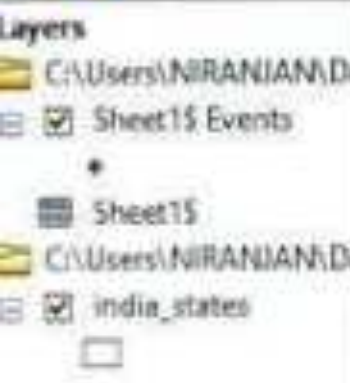 Layers
C:\Users\NIRANJAN\D
Sheet1$ Events
Sheet1$
C:\Users\NIRANJAN\D
india_states